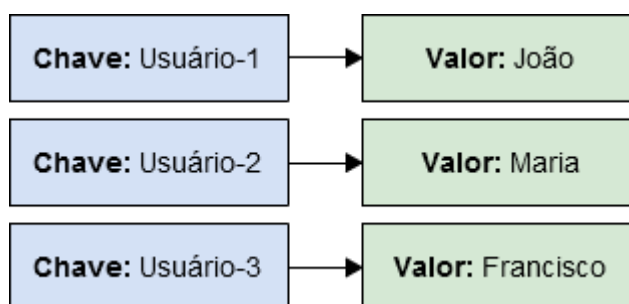 Chave: Usuário-1
Valor: João
Chave: Usuário-2
Valor: Maria
Chave: Usuário-3
Valor: Francisco